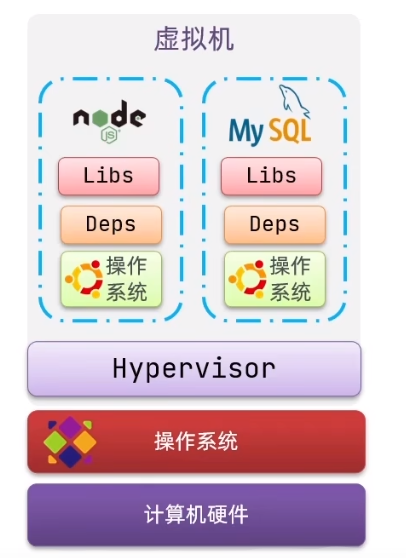 虚拟机
node
JS
MySQL
Libs
Libs
Deps
Deps
操作
系统
操作
系统
Hypervisor
操作系统
计算机硬件